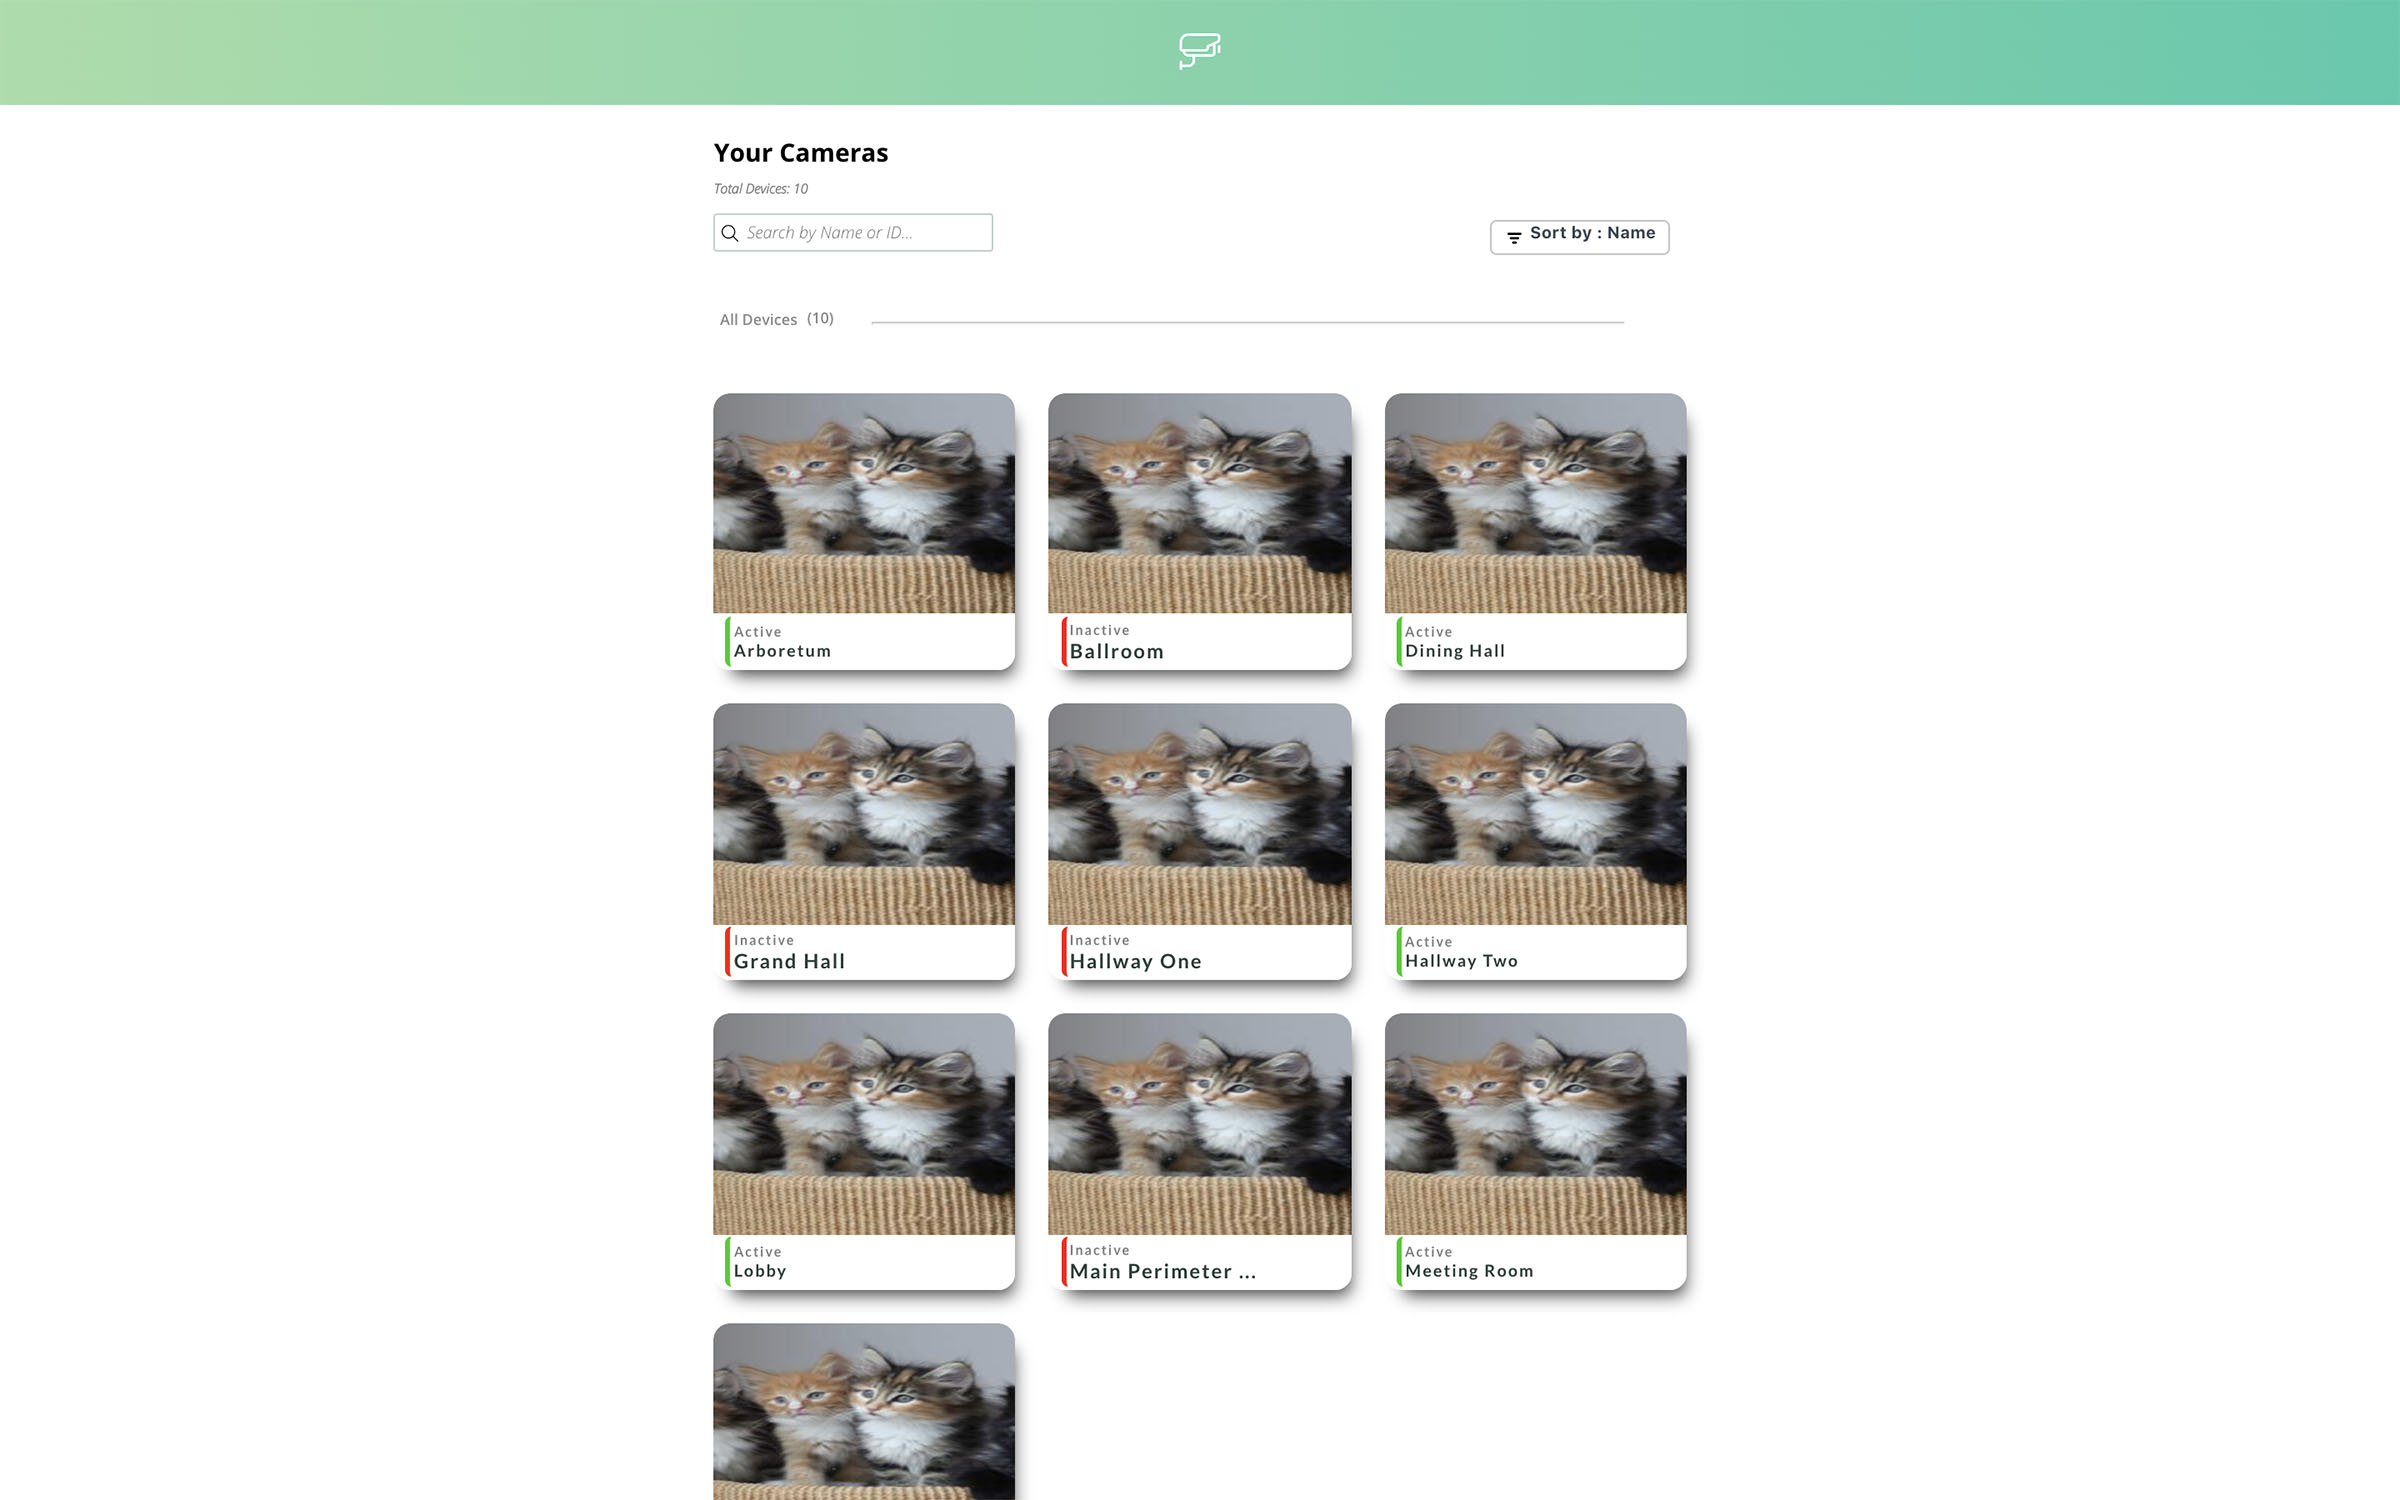 Your Cameras
Total Devices: 10
Search by Name or ID...
Sort by : Name
All Devices (10)
Active
Arboretum
Inactive
Ballroom
Active
Dining Hall
Inactive
Grand Hall
Inactive
Hallway One
Active
Hallway Two
Active
Lobby
Inactive
Main Perimeter ...
Active
Meeting Room